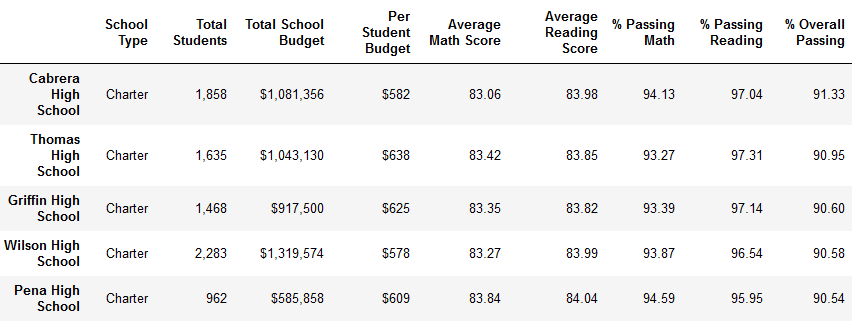 School Type Total Students Total School Budget Per Student Budget Average Math Score Average Reading Score % Passing Math % Passing Reading % Overall Passing
Cabrera High School Charter 1,858 $1,081,356 $582 83.06 83.98 94.13 97.04 91.33
Thomas High School Charter 1,635 $1,043,130 $638 83.42 83.85 93.27 97.31 90.95
Griffin High School Charter 1,468 $917,500 $625 83.35 83.82 93.39 97.14 90.60
Wilson High School Charter 2,283 $1,319,574 $578 83.27 83.99 93.87 96.54 90.58
Pena High School Charter 962 $585,858 $609 83.84 84.04 94.59 95.95 90.54